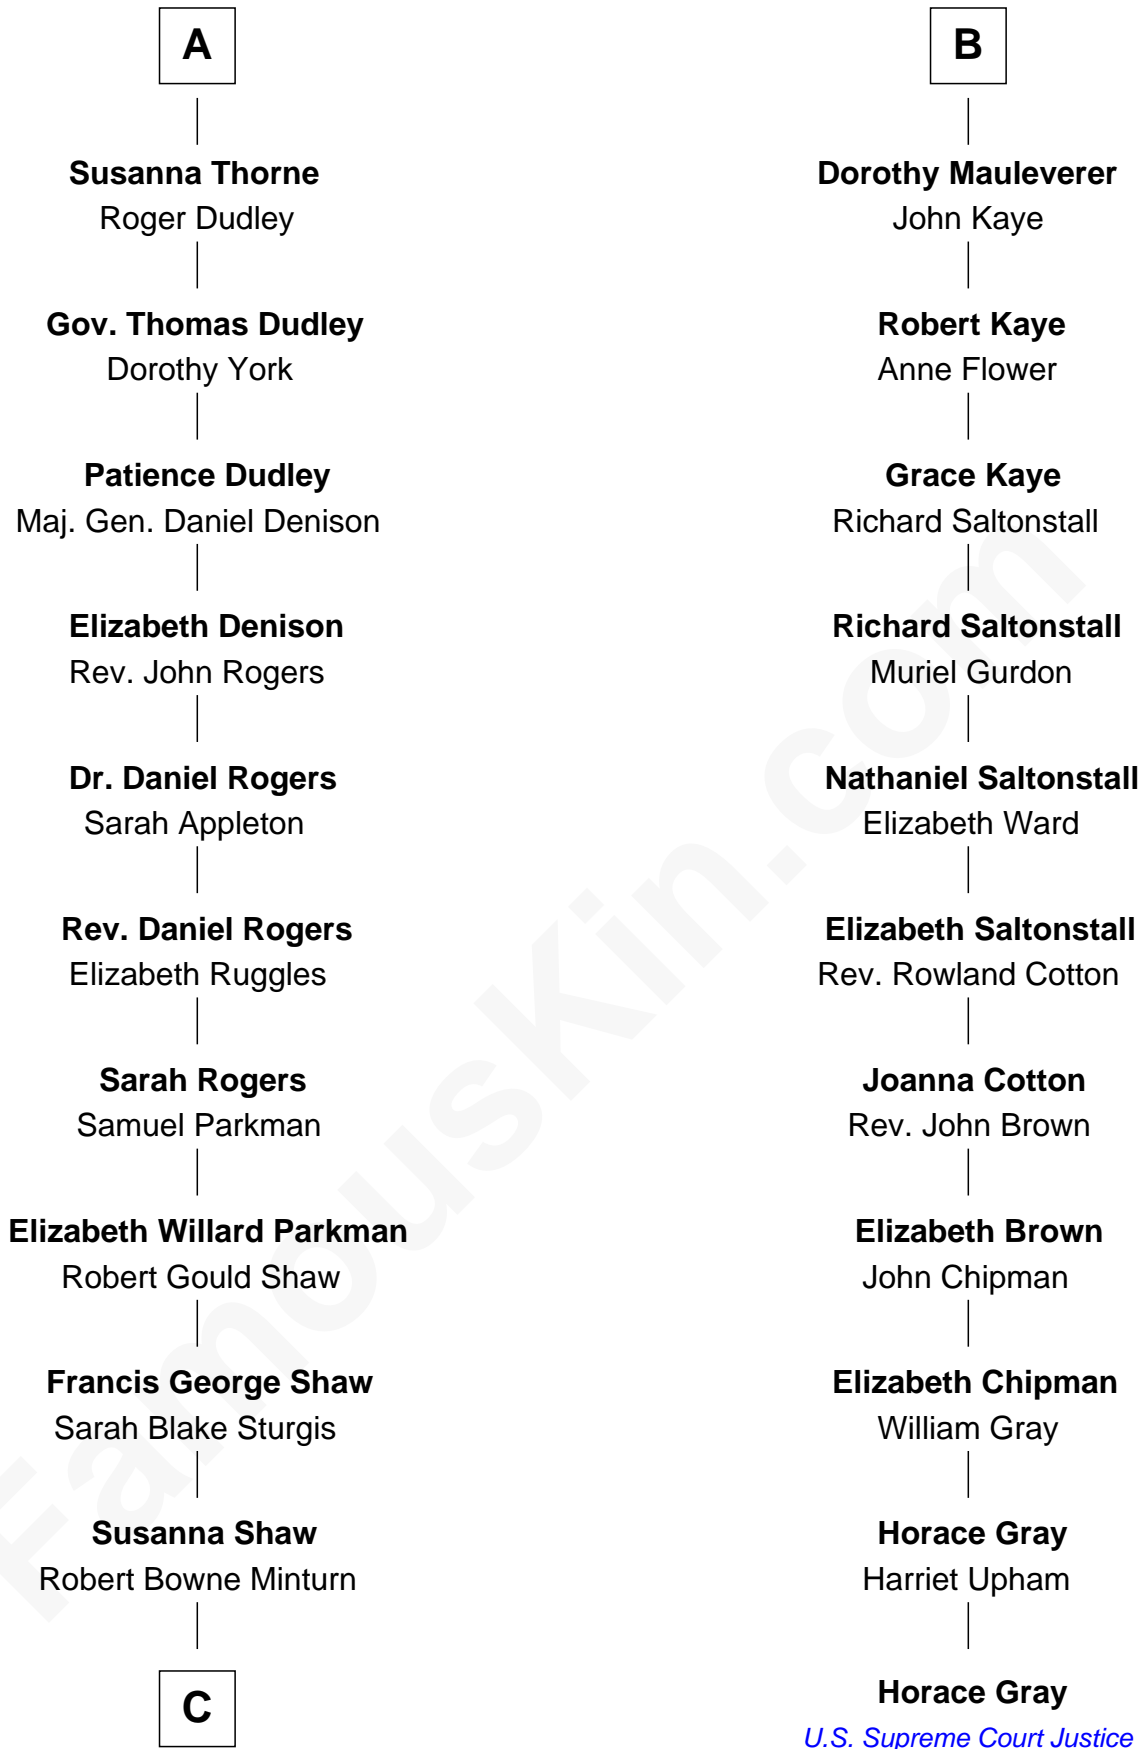 A
Susanna Thorne
Roger Dudley
Gov. Thomas Dudley
Dorothy York
Patience Dudley
Maj. Gen. Daniel Denison
Elizabeth Denison
Rev. John Rogers
Dr. Daniel Rogers
Sarah Appleton
Rev. Daniel Rogers
Elizabeth Ruggles
Sarah Rogers
Samuel Parkman
Elizabeth Willard Parkman
Robert Gould Shaw
Francis George Shaw
Sarah Blake Sturgis
Susanna Shaw
Robert Bowne Minturn
C
B
Dorothy Mauleverer
John Kaye
Robert Kaye
Anne Flower
Grace Kaye
Richard Saltonstall
Richard Saltonstall
Muriel Gurdon
Nathaniel Saltonstall
Elizabeth Ward
Elizabeth Saltonstall
Rev. Rowland Cotton
Joanna Cotton
Rev. John Brown
Elizabeth Brown
John Chipman
Elizabeth Chipman
William Gray
Horace Gray
Harriet Upham
Horace Gray
U.S. Supreme Court Justice
FamousKin.com